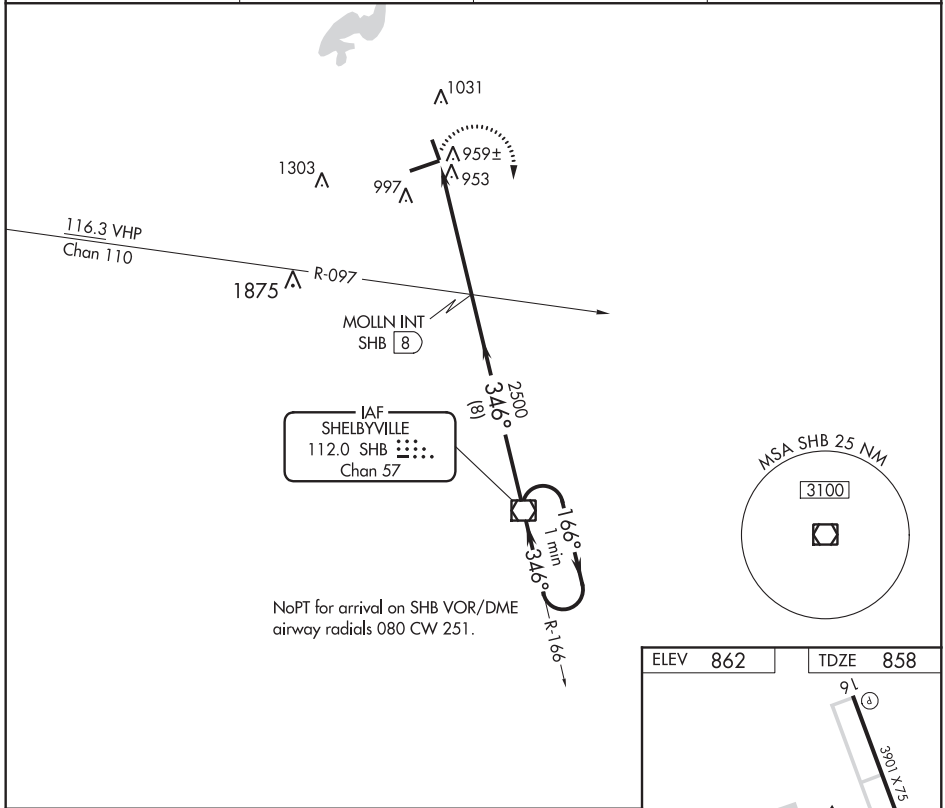 1031
959±
953
1303
997
116.3 VHP
Chan 110
R-097
1875
MOLLN INT
SHB 8
2500
346°
(8)
IAF
SHELBYVILLE
112.0 SHB
Chan 57
MSA SHB 25 NM
3100
166°
1 min
346°
NoPT for arrival on SHB VOR/DME
airway radials 080 CW 251.
R-166
ELEV 862
TDZE 858
16
P
3901 X 75